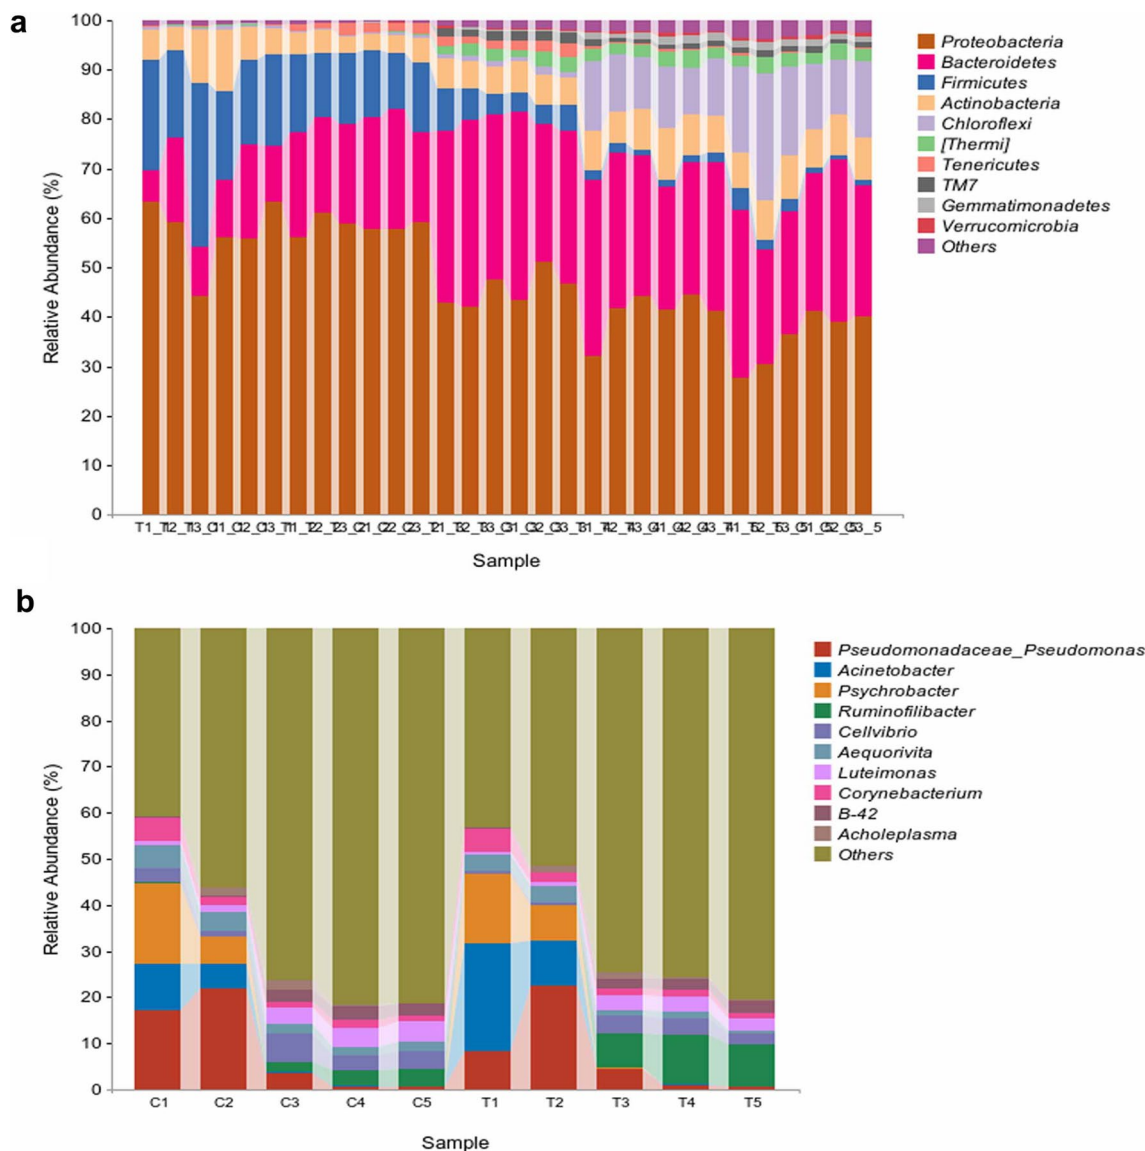 a
100
90
80
70
60
50
40
30
20
10
0
Relative Abundance (%)
Sample
Proteobacteria
Bacteroidetes
Firmicutes
Actinobacteria
Chloroflexi
[Thermi]
Tenericutes
TM7
Gemmatimonadetes
Verrucomicrobia
Others
b
100
90
80
70
60
50
40
30
20
10
0
Relative Abundance (%)
C1 C2 C3 C4 C5 T1 T2 T3 T4 T5
Sample
Pseudomonadaceae_Pseudomonas
Acinetobacter
Psychrobacter
Ruminofilibacter
Cellvibrio
Aequorivita
Luteimonas
Corynebacterium
B-42
Acholeplasma
Others